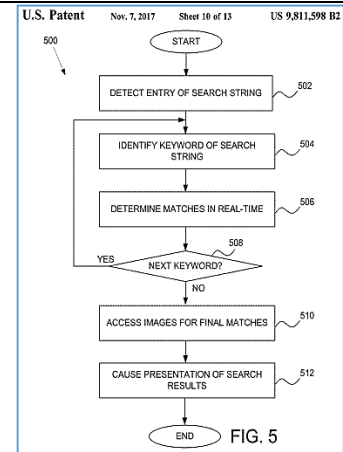 U.S. Patent Nov. 7, 2017 Sheet 10 of 13 US 9,811,598 B2
500
START
DETECT ENTRY OF SEARCH STRING
502
IDENTIFY KEYWORD OF SEARCH
STRING
504
DETERMINE MATCHES IN REAL-TIME
506
508
YES
NEXT KEYWORD?
NO
ACCESS IMAGES FOR FINAL MATCHES
510
CAUSE PRESENTATION OF SEARCH
RESULTS
512
END
FIG. 5